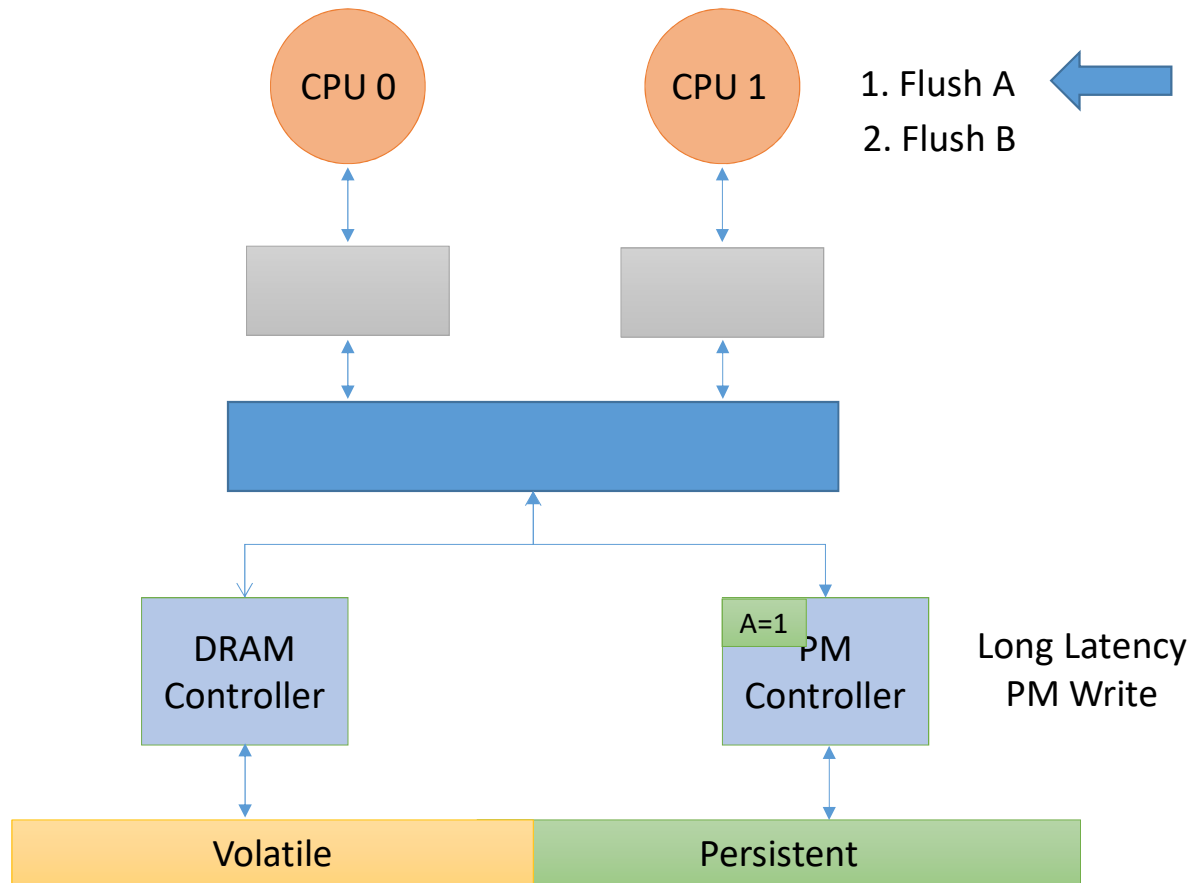 CPU 0
CPU 1
1. Flush A
2. Flush B
A=1
DRAM
Controller
PM
Controller
Long Latency
PM Write
Volatile
Persistent